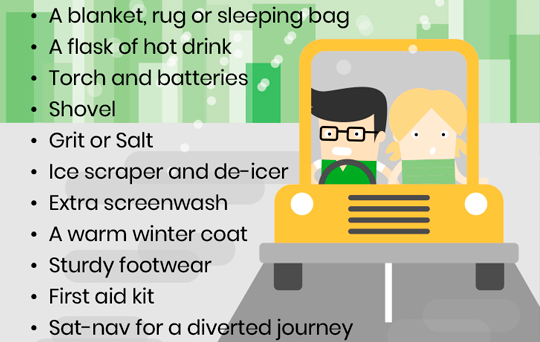 • A blanket, rug or sleeping bag
• A flask of hot drink
• Torch and batteries
• Shovel
• Grit or Salt
• Ice scraper and de-icer
• Extra screenwash
• A warm winter coat
• Sturdy footwear
• First aid kit
• Sat-nav for a diverted journey